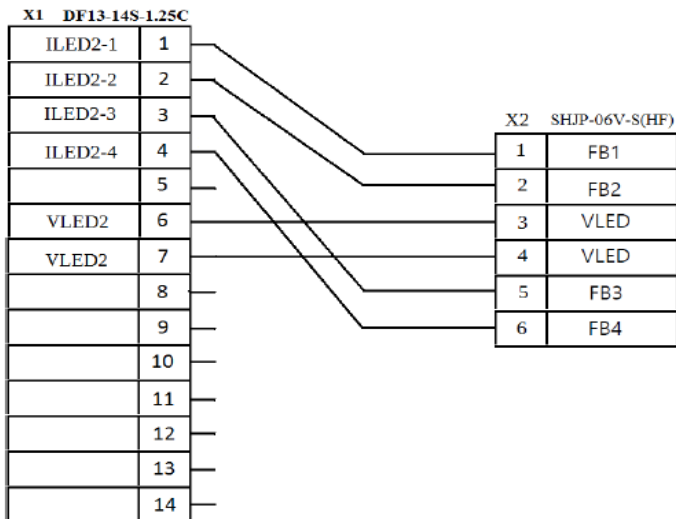 X1 DF13-14S-1.25C
ILED2-1 1
ILED2-2 2
ILED2-3 3
ILED2-4 4
5
VLED2 6
VLED2 7
8
9
10
11
12
13
14
X2 SHJP-06V-S(HF)
1 FB1
2 FB2
3 VLED
4 VLED
5 FB3
6 FB4